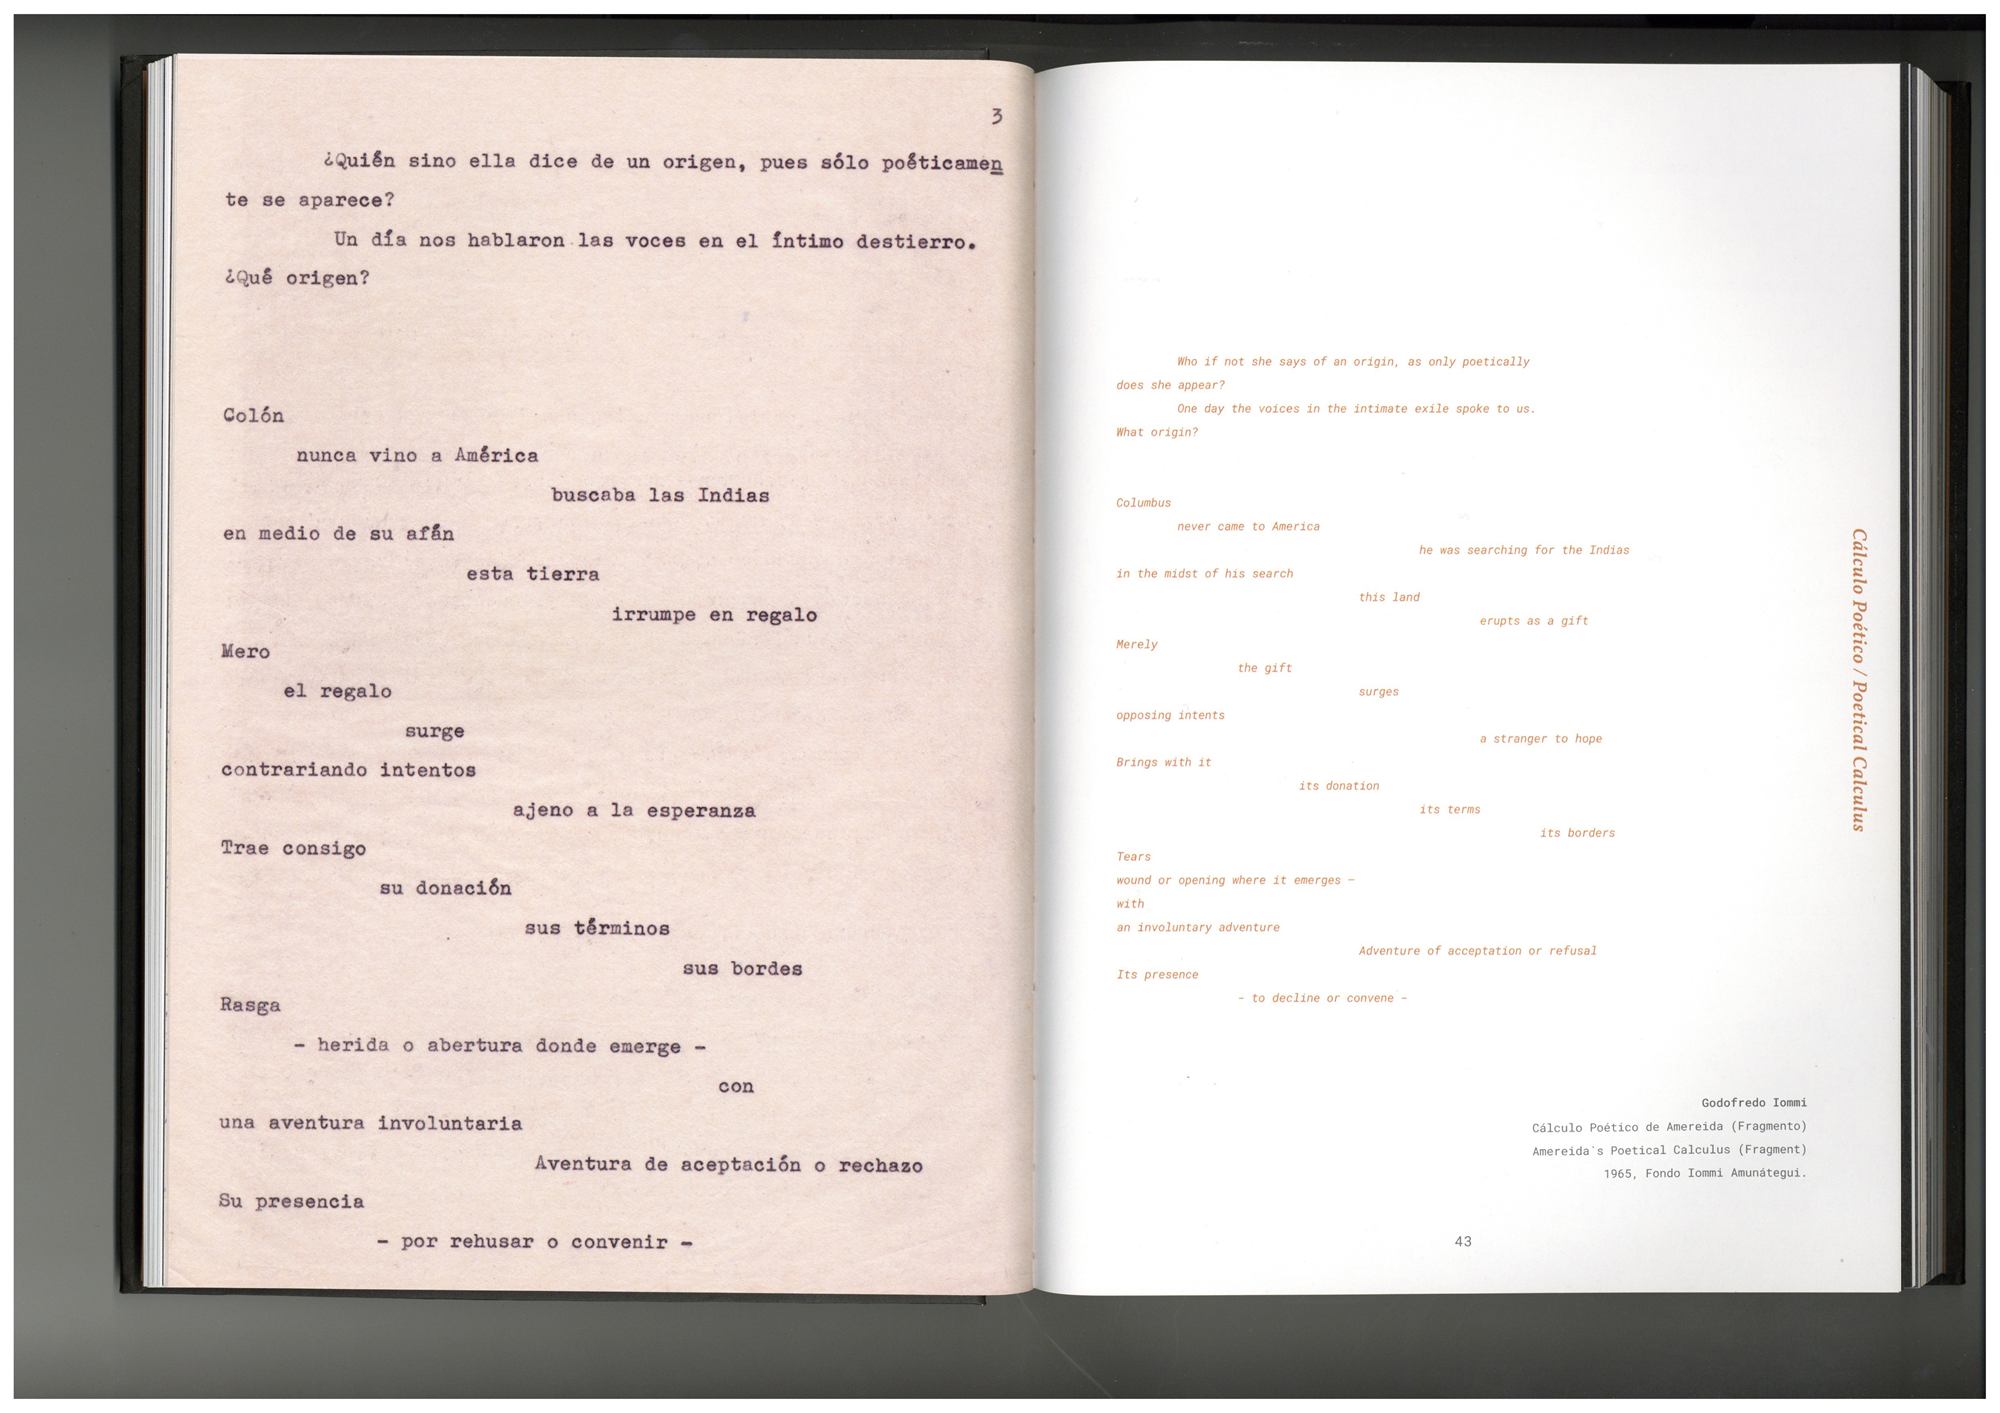 3
¿Quién sino ella dice de un origen, pues sólo poéticamen
te se aparece?
Un día nos hablaron las voces en el íntimo destierro.
¿Qué origen?
Colón
nunca vino a América
buscaba las Indias
en medio de su afán
esta tierra
irrumpe en regalo
Mero
el regalo
surge
contrariando intentos
ajeno a la esperanza
Trae consigo
su donación
sus términos
sus bordes
Rasga
- herida o abertura donde emerge -
con
una aventura involuntaria
Aventura de aceptación o rechazo
Su presencia
- por rehusar o convenir -
Who if not she says of an origin, as only poetically
does she appear?
One day the voices in the intimate exile spoke to us.
What origin?
Columbus
never came to America
he was searching for the Indias
in the midst of his search
this land
erupts as a gift
Merely
the gift
surges
opposing intents
a stranger to hope
Brings with it
its donation
its terms
its borders
Tears
wound or opening where it emerges –
with
an involuntary adventure
Adventure of acceptation or refusal
Its presence
- to decline or convene -
Cálculo Poético / Poetical Calculus
Godofredo Iommi
Cálculo Poético de Amereida (Fragmento)
Amereida`s Poetical Calculus (Fragment)
1965, Fondo Iommi Amunátegui.
43